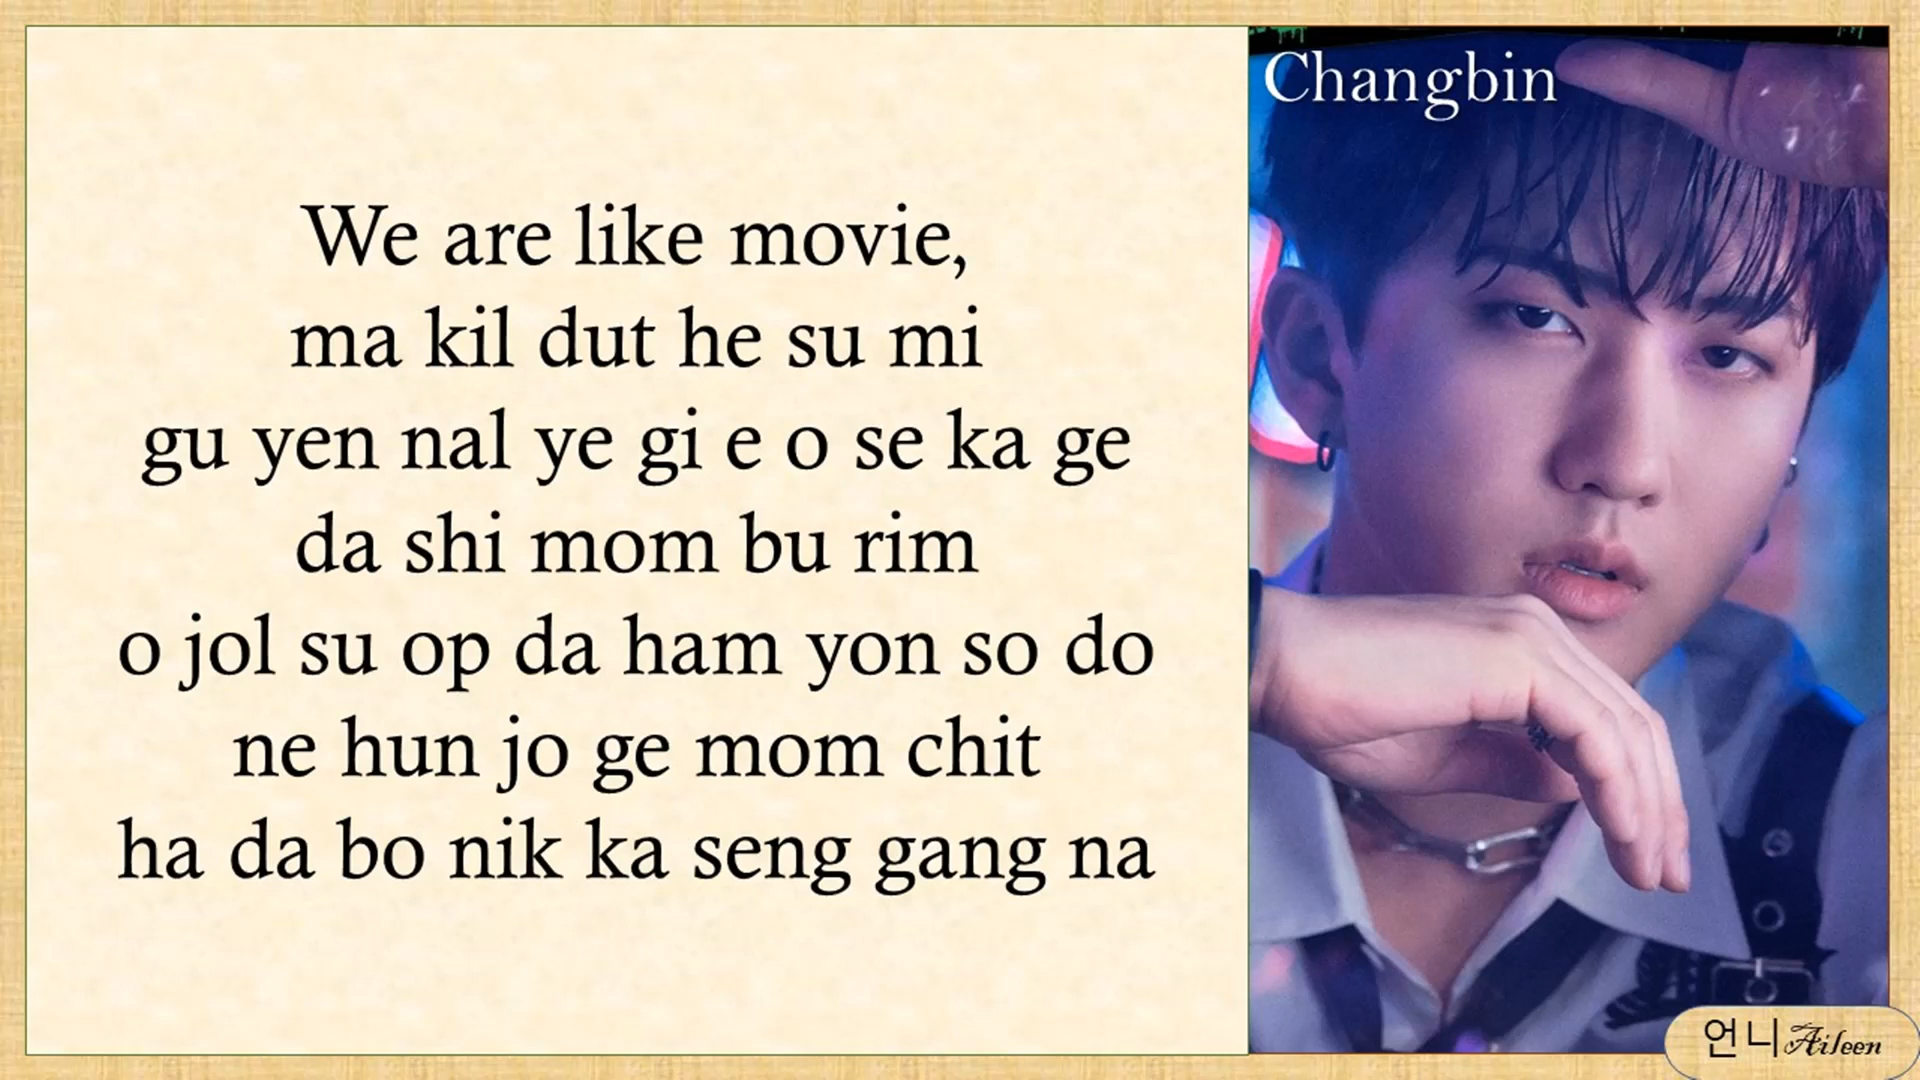 We are like movie,
ma kil dut he su mi
gu yen nal ye gi e o se ka ge
da shi mom bu rim
o jol su op da ham yon so do
ne hun jo ge mom chit
ha da bo nik ka seng gang na
Changbin
언니 Aileen